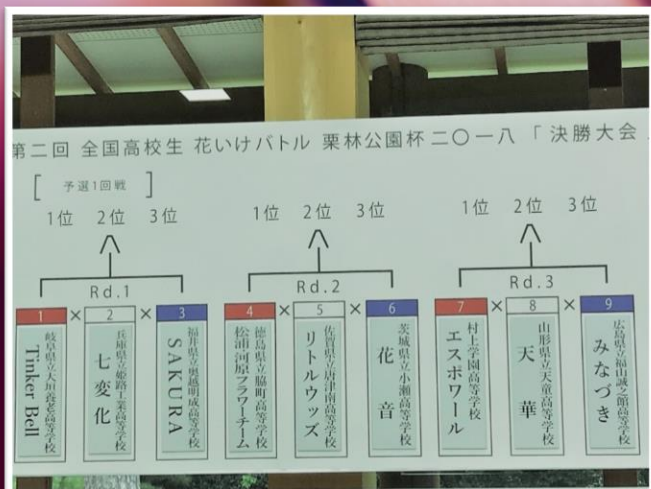 第二回 全国高校生 花いけバトル 栗林公園杯 二〇一八 「決勝大会」
[ 予選1回戦 ]
1位 2位 3位
1位 2位 3位
1位 2位 3位
Rd.1
Rd.2
Rd.3
1 × 2 × 3
4 × 5 × 6
7 × 8 × 9
岐阜県立大垣養老高等学校
Tinker Bell
兵庫県立姫路工業高等学校
七変化
福井県立奥越明成高等学校
SAKURA
徳島県立脇町高等学校
松浦河原フラワーチーム
佐賀県立唐津南高等学校
リトルウッズ
茨城県立小瀬高等学校
花音
村上学園高等学校
エスポワール
山形県立天童高等学校
天華
広島県立福山誠之館高等学校
みなづき